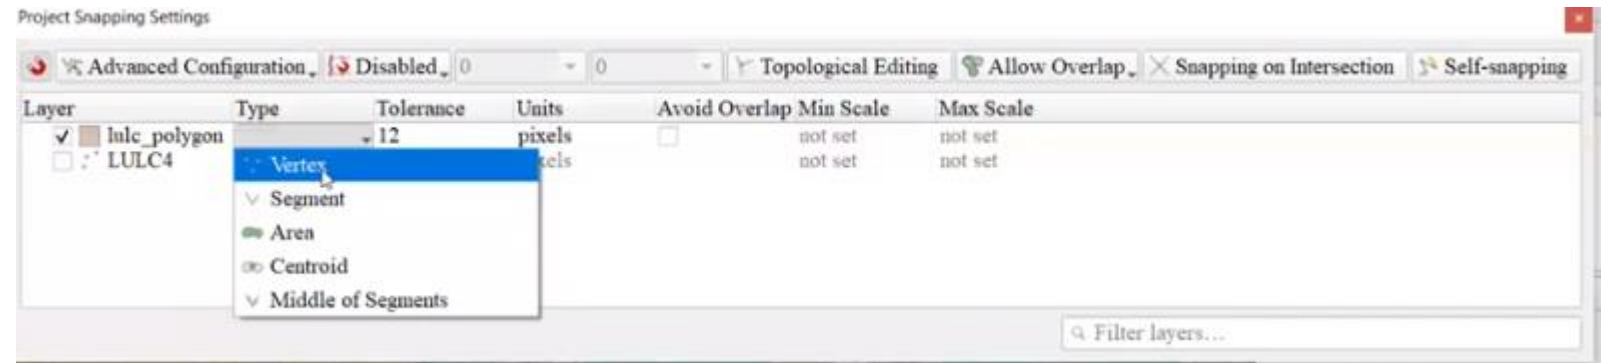 Project Snapping Settings
Advanced Configuration Disabled 0 0 Topological Editing Allow Overlap Snapping on Intersection Self-snapping
Layer Type Tolerance Units Avoid Overlap Min Scale Max Scale
lulc_polygon 12 pixels not set not set
LULC4 not set not set
Vertex
Segment
Area
Centroid
Middle of Segments
Filter layers...